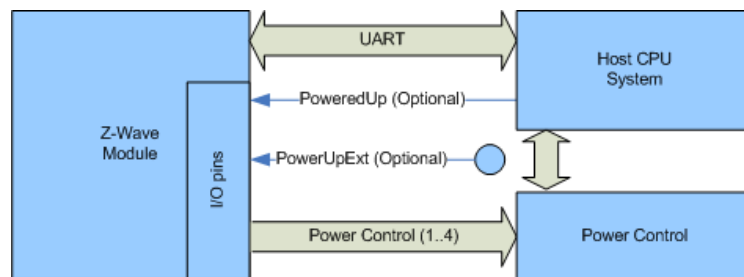 UART
Host CPU
System
PoweredUp (Optional)
Z-Wave
Module
PowerUpExt (Optional)
I/O pins
Power Control (1..4)
Power Control